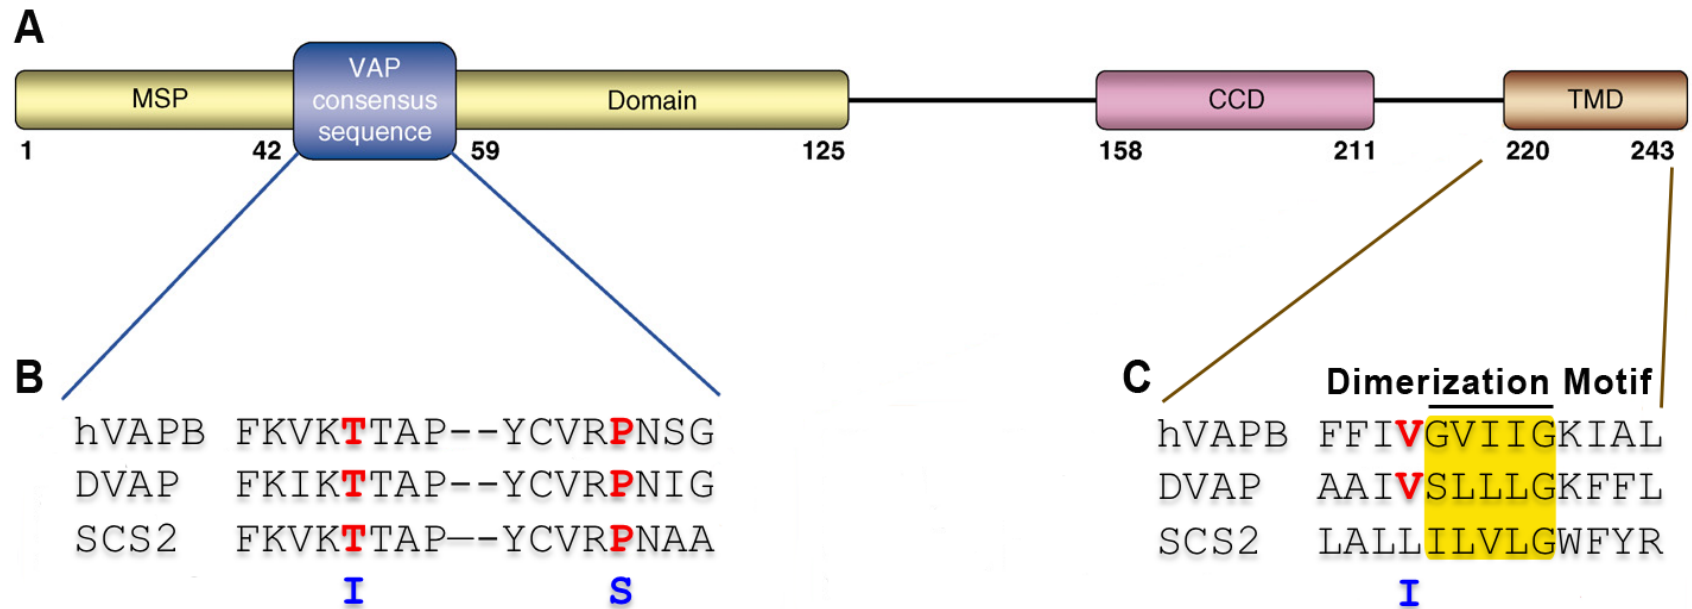 A
MSP
VAP
consensus
sequence
Domain
CCD
TMD
1
42
59
125
158
211
220
243
B
hVAPB FKVKTTAP--YCVRPNSG
DVAP FKIKTTAP--YCVRPNIG
SCS2 FKVKTTAP—-YCVRPNAA
I S
C
Dimerization Motif
hVAPB FFIVGVIIGKIAL
DVAP AAIVSLLLGKFFL
SCS2 LALLILVLGWFYR
I